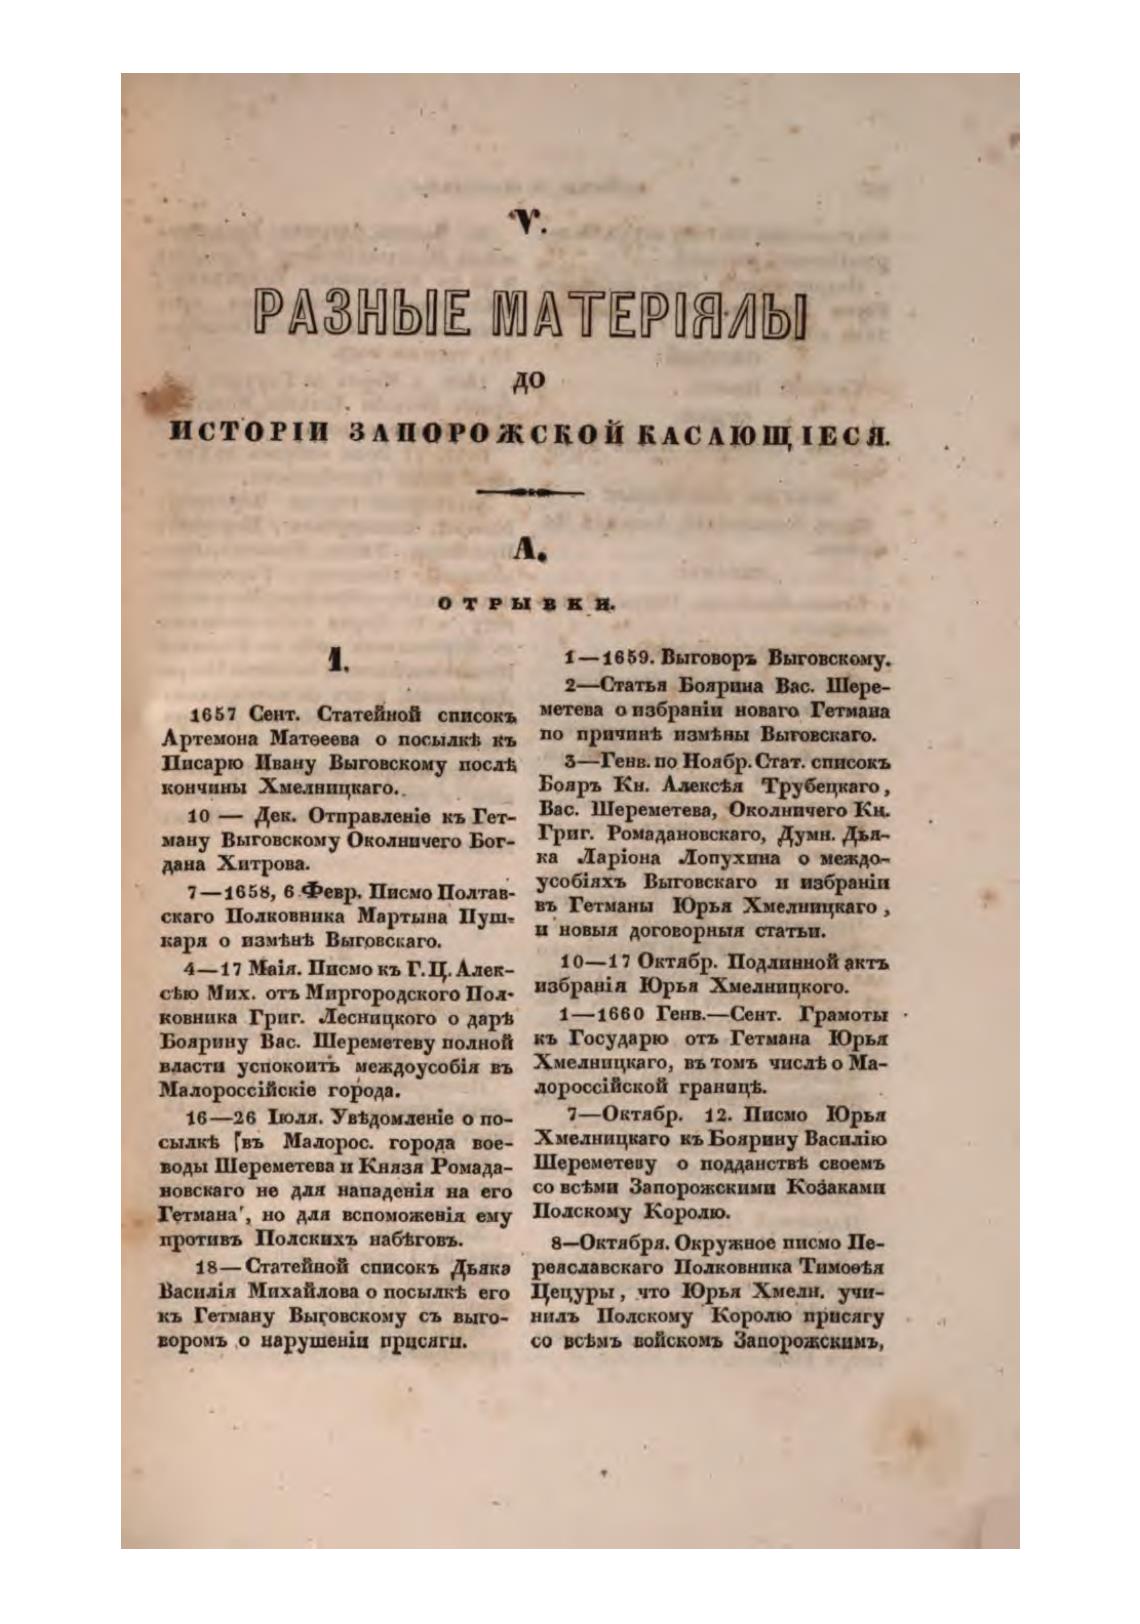 V.
РАЗНЫЕ МАТЕРІЯЛЫ
ДО
ИСТОРІИ ЗАПОРОЖСКОЙ КАСАЮЩІЕСЯ.
А.
ОТРЫВКИ.
1.
1657 Сент. Статейной списокъ
Артемона Матѳеева о посылкѣ къ
Писарю Ивану Выговскому послѣ
кончины Хмелницкаго.
10 — Дек. Отправленіе къ Гет-
ману Выговскому Околничего Бог-
дана Хитрова.
7—1658, 6 Февр. Писмо Полтав-
скаго Полковника Мартына Пуш-
каря о измѣнѣ Выговскаго.
4—17 Маія. Писмо къ Г. Ц. Алек-
сѣю Мих. отъ Миргородского Пол-
ковника Григ. Лесницкого о дарѣ
Боярину Вас. Шереметеву полной
власти успокоить междоусобія въ
Малороссійскіе города.
16—26 Іюля. Увѣдомленіе о по-
сылкѣ [въ Малорос. города вое-
воды Шереметева и Князя Ромада-
новскаго не для нападенія на его
Гетмана', но для вспоможенія ему
противъ Полскихъ набѣговъ.
18—Статейной списокъ Дьяка
Василія Михайлова о посылкѣ его
къ Гетману Выговскому съ выго-
воромъ о нарушеніи присяги.
1—1659. Выговоръ Выговскому.
2—Статья Боярина Вас. Шере-
метева о избраніи новаго Гетмана
по причинѣ измѣны Выговскаго.
3—Генв. по Ноябр. Стат. списокъ
Бояръ Кн. Алексѣя Трубецкаго,
Вас. Шереметева, Околничего Кн.
Григ. Ромадановскаго, Думн. Дья-
ка Ларіона Лопухина о междо-
усобіяхъ Выговскаго и избраніи
въ Гетманы Юрья Хмелницкаго,
и новыя договорныя статьи.
10—17 Октябр. Подлинной актъ
избранія Юрья Хмелницкого.
1—1660 Генв.—Сент. Грамоты
къ Государю отъ Гетмана Юрья
Хмелницкаго, въ томъ числѣ о Ма-
лороссійской границѣ.
7—Октябр. 12. Писмо Юрья
Хмелницкаго къ Боярину Василію
Шереметеву о подданствѣ своемъ
со всѣми Запорожскими Козаками
Полскому Королю.
8—Октября. Окружное писмо Пе-
реяславскаго Полковника Тимоѳѣя
Цецуры, что Юрья Хмелн. учи-
нилъ Полскому Королю присягу
со всѣмъ войскомъ Запорожскимъ,